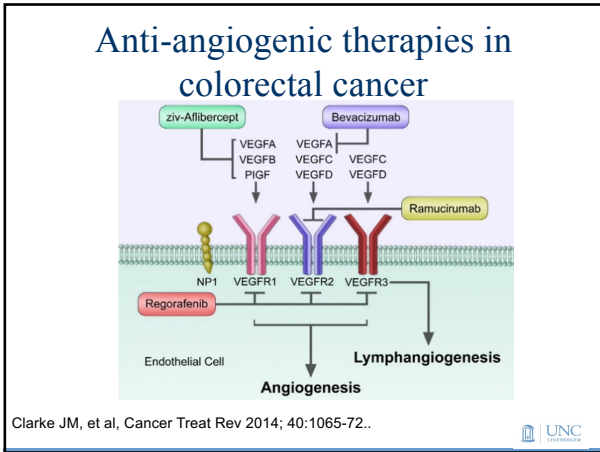 Anti-angiogenic therapies in
colorectal cancer
ziv-Aflibercept
Bevacizumab
VEGFA
VEGFB
PIGF
VEGFA
VEGFC
VEGFD
VEGFC
VEGFD
Ramucirumab
NP1
VEGFR1
VEGFR2
VEGFR3
Regorafenib
Endothelial Cell
Lymphangiogenesis
Angiogenesis
Clarke JM, et al, Cancer Treat Rev 2014; 40:1065-72..
UNC
LINEBERGER